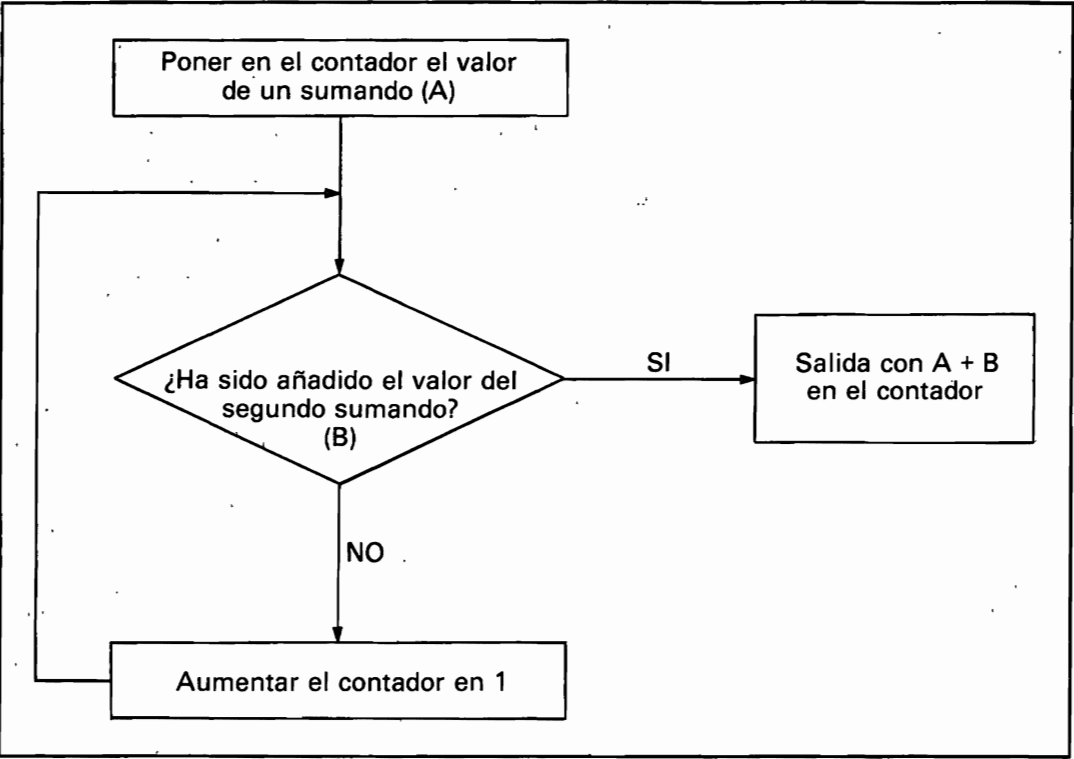 Poner en el contador el valor
de un sumando (A)
¿Ha sido añadido el valor del
segundo sumando?
(B)
SI
Salida con A + B
en el contador
NO
Aumentar el contador en 1